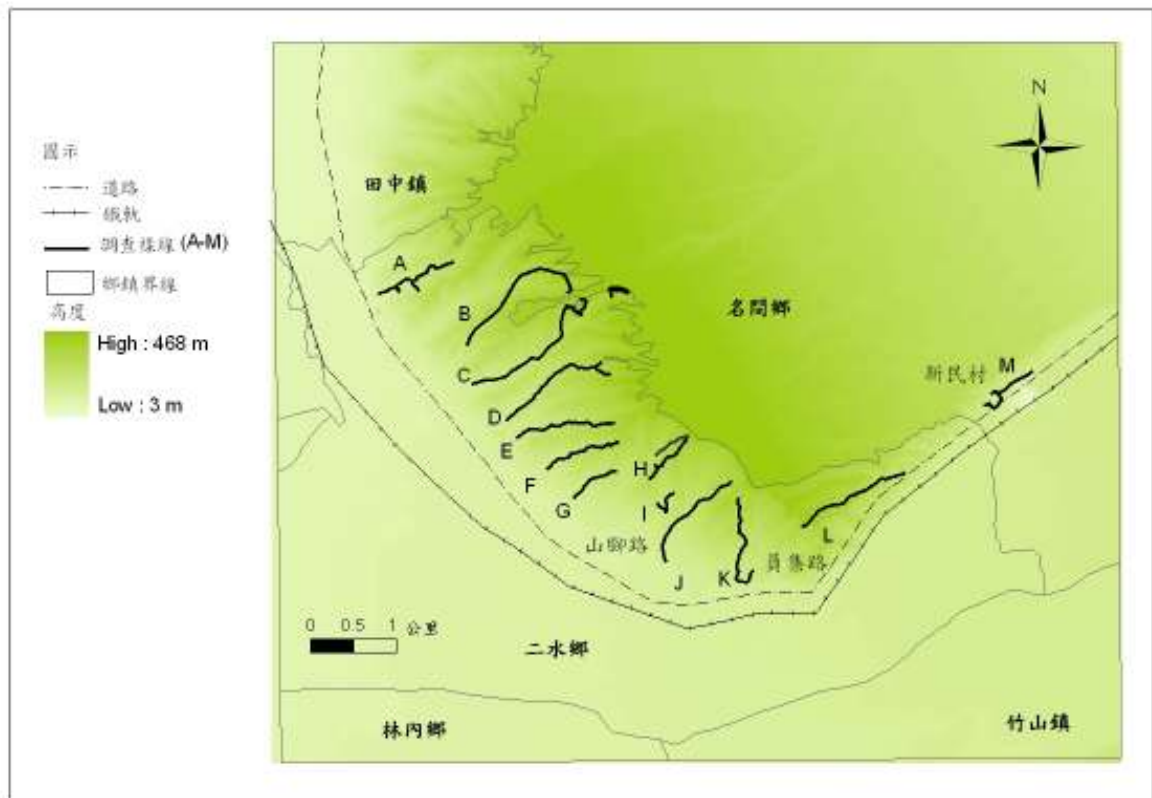 N
圖示
道路
鐵軌
調查樣線 (A-M)
鄉鎮界線
高度
High : 468 m
Low : 3 m
田中鎮
A
B
名間鄉
C
新民村 M
D
E
H
F
G
I
山腳路
L
員集路
J
K
0 0.5 1 公里
二水鄉
林內鄉
竹山鎮